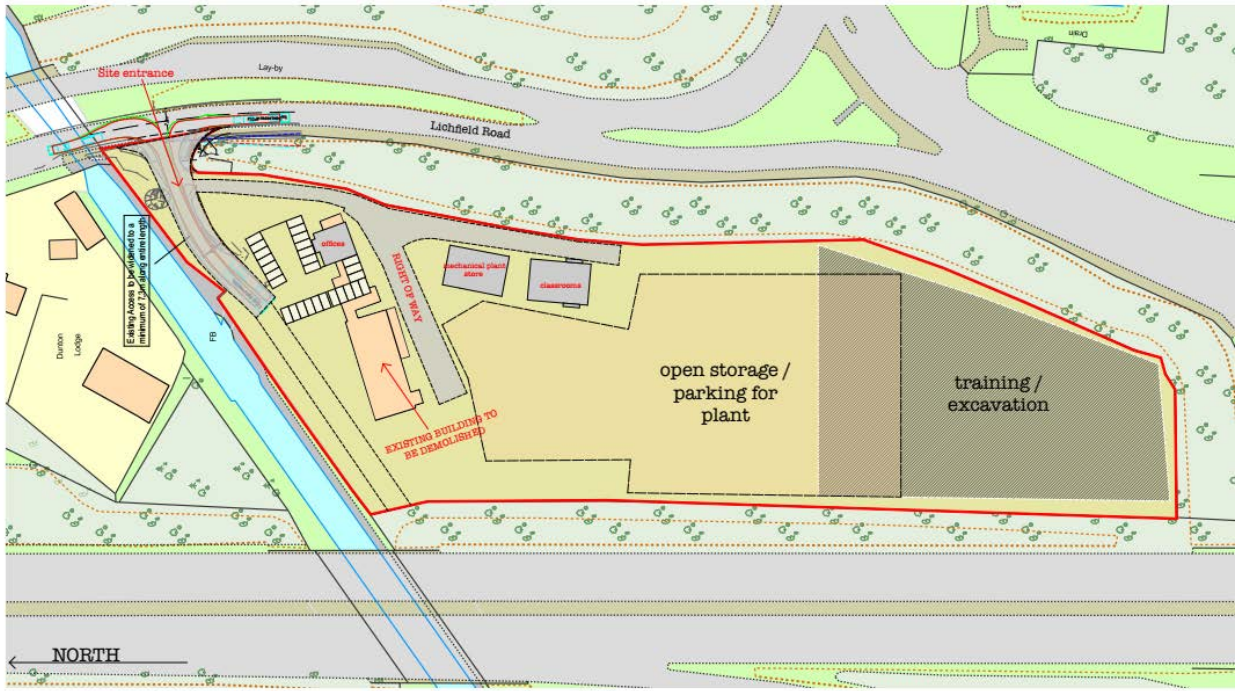 Drain
Lay-by
Site entrance
Lichfield Road
Existing Access to be widened to a
minimum of 7.3m along entire length
Dunton
Lodge
FB
offices
RIGHT OF WAY
mechanical plant
store
classrooms
EXISTING BUILDING TO
BE DEMOLISHED
open storage /
parking for
plant
training /
excavation
NORTH